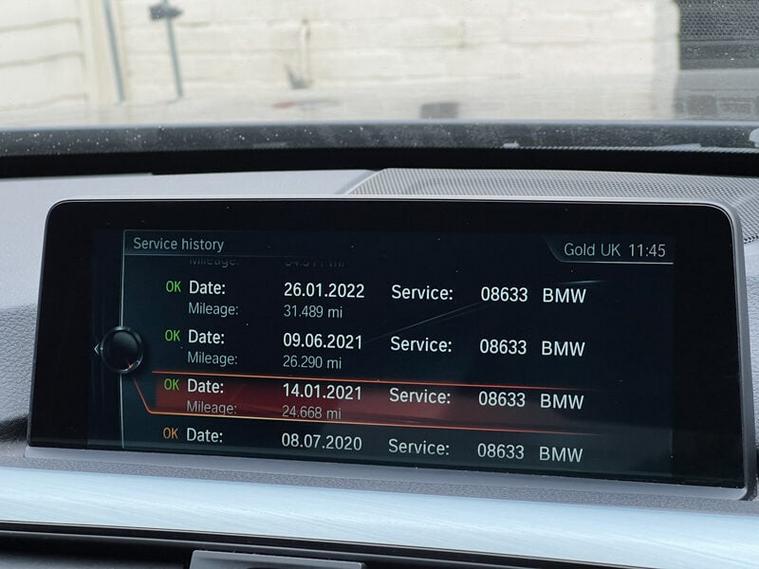 Service history
Gold UK 11:45
Mileage:
OK Date: 26.01.2022 Service: 08633 BMW
Mileage: 31.489 mi
OK Date: 09.06.2021 Service: 08633 BMW
Mileage: 26.290 mi
OK Date: 14.01.2021 Service: 08633 BMW
Mileage: 24.668 mi
OK Date: 08.07.2020 Service: 08633 BMW